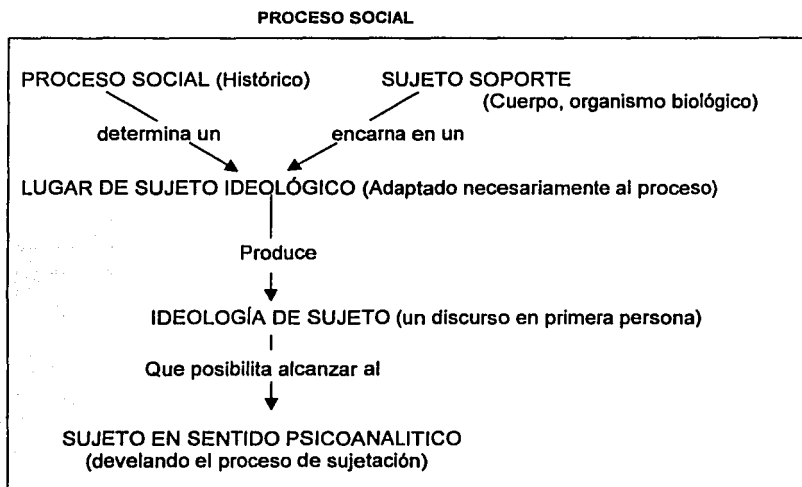 PROCESO SOCIAL
PROCESO SOCIAL (Histórico)
SUJETO SOPORTE
(Cuerpo, organismo biológico)
determina un
encarna en un
LUGAR DE SUJETO IDEOLÓGICO (Adaptado necesariamente al proceso)
Produce
IDEOLOGÍA DE SUJETO (un discurso en primera persona)
Que posibilita alcanzar al
SUJETO EN SENTIDO PSICOANALITICO
(develando el proceso de sujetación)